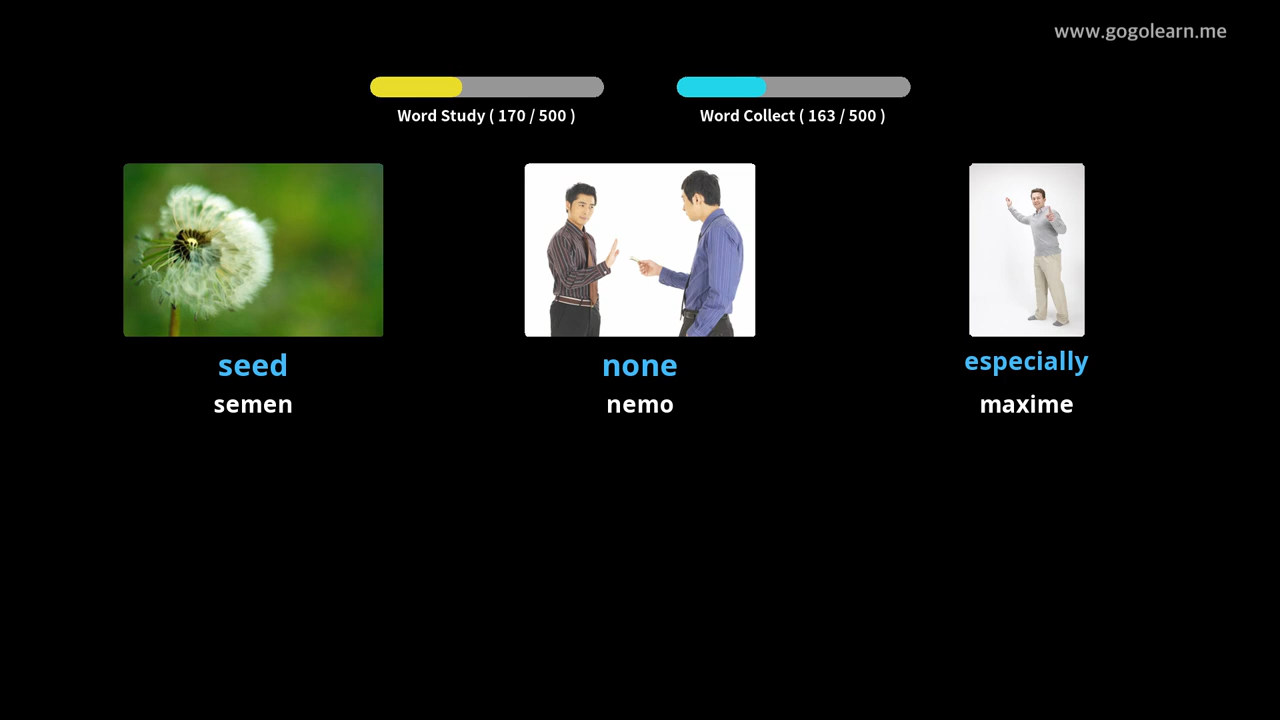 www.gogolearn.me
Word Study ( 170 / 500 )
Word Collect ( 163 / 500 )
seed
none
especially
semen
nemo
maxime